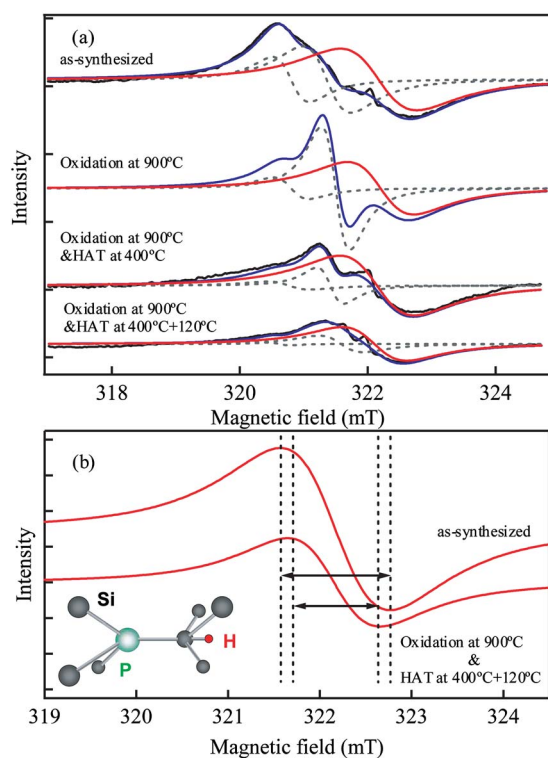 (a)
as-synthesized
Oxidation at 900ºC
Oxidation at 900ºC
&HAT at 400ºC
Oxidation at 900ºC
&HAT at 400ºC+120ºC
Intensity
318
320
322
324
Magnetic field (mT)
(b)
as-synthesized
Intensity
Si
P
H
Oxidation at 900ºC
&
HAT at 400ºC+120ºC
319
320
321
322
323
324
Magnetic field (mT)